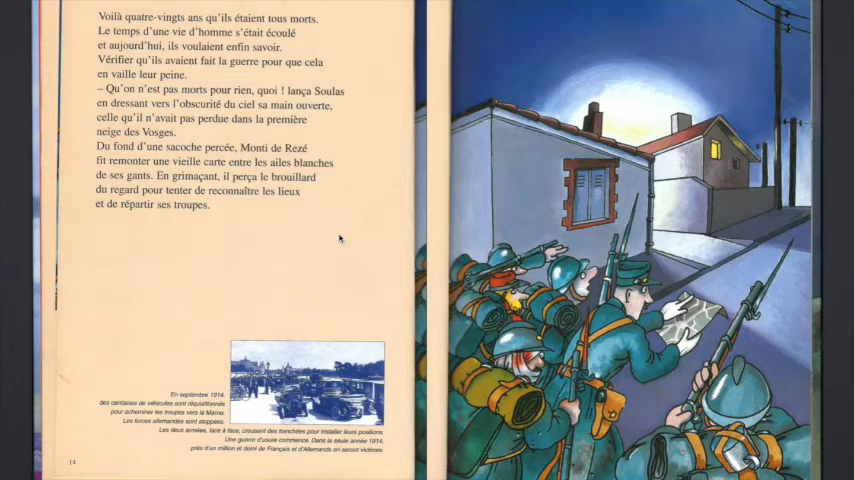 Voilà quatre-vingts ans qu'ils étaient tous morts.
Le temps d'une vie d'homme s'était écoulé
et aujourd'hui, ils voulaient enfin savoir.
Vérifier qu'ils avaient fait la guerre pour que cela
en vaille leur peine.
– Qu'on n'est pas morts pour rien, quoi ! lança Soulas
en dressant vers l'obscurité du ciel sa main ouverte,
celle qu'il n'avait pas perdue dans la première
neige des Vosges.
Du fond d'une sacoche percée, Monti de Rezé
fit remonter une vieille carte entre les ailes blanches
de ses gants. En grimaçant, il perça le brouillard
du regard pour tenter de reconnaître les lieux
et de répartir ses troupes.
En septembre 1914,
des centaines de véhicules sont réquisitionnés
pour acheminer les troupes vers la Marne.
Les forces allemandes sont stoppées.
Les deux armées, face à face, creusent des tranchées pour installer leurs positions.
Une guerre d'usure commence. Dans la seule année 1914,
près d'un million et demi de Français et d'Allemands en seront victimes.
14